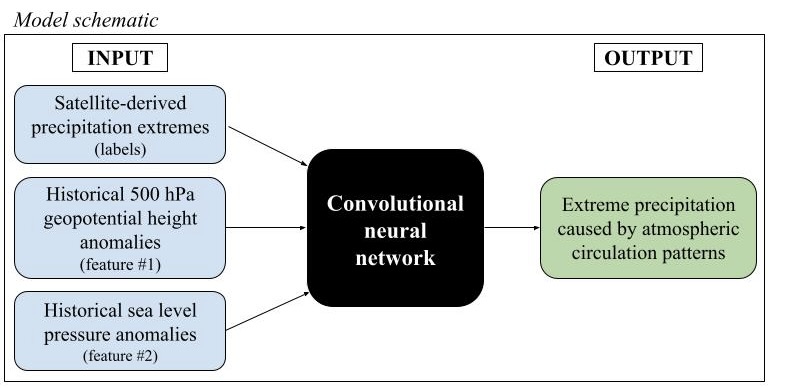 Model schematic
INPUT
OUTPUT
Satellite-derived
precipitation extremes
(labels)
Historical 500 hPa
geopotential height
anomalies
(feature #1)
Historical sea level
pressure anomalies
(feature #2)
Convolutional
neural
network
Extreme precipitation
caused by atmospheric
circulation patterns